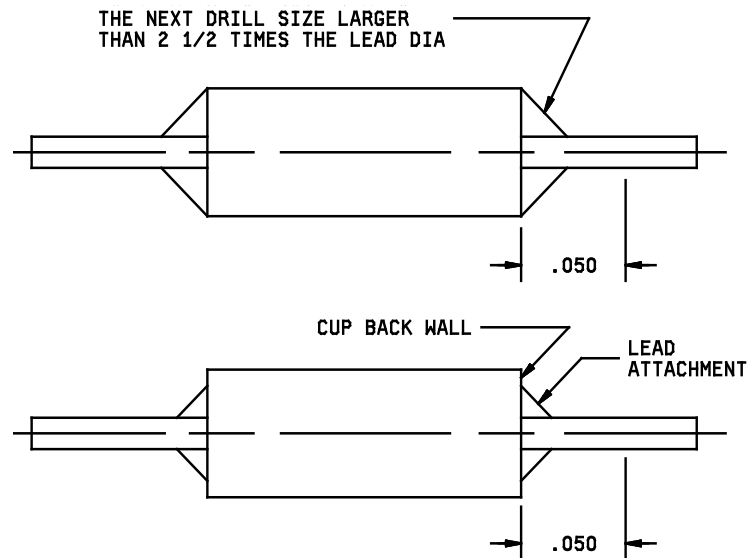 THE NEXT DRILL SIZE LARGER
THAN 2 1/2 TIMES THE LEAD DIA
.050
CUP BACK WALL
LEAD
ATTACHMENT
.050